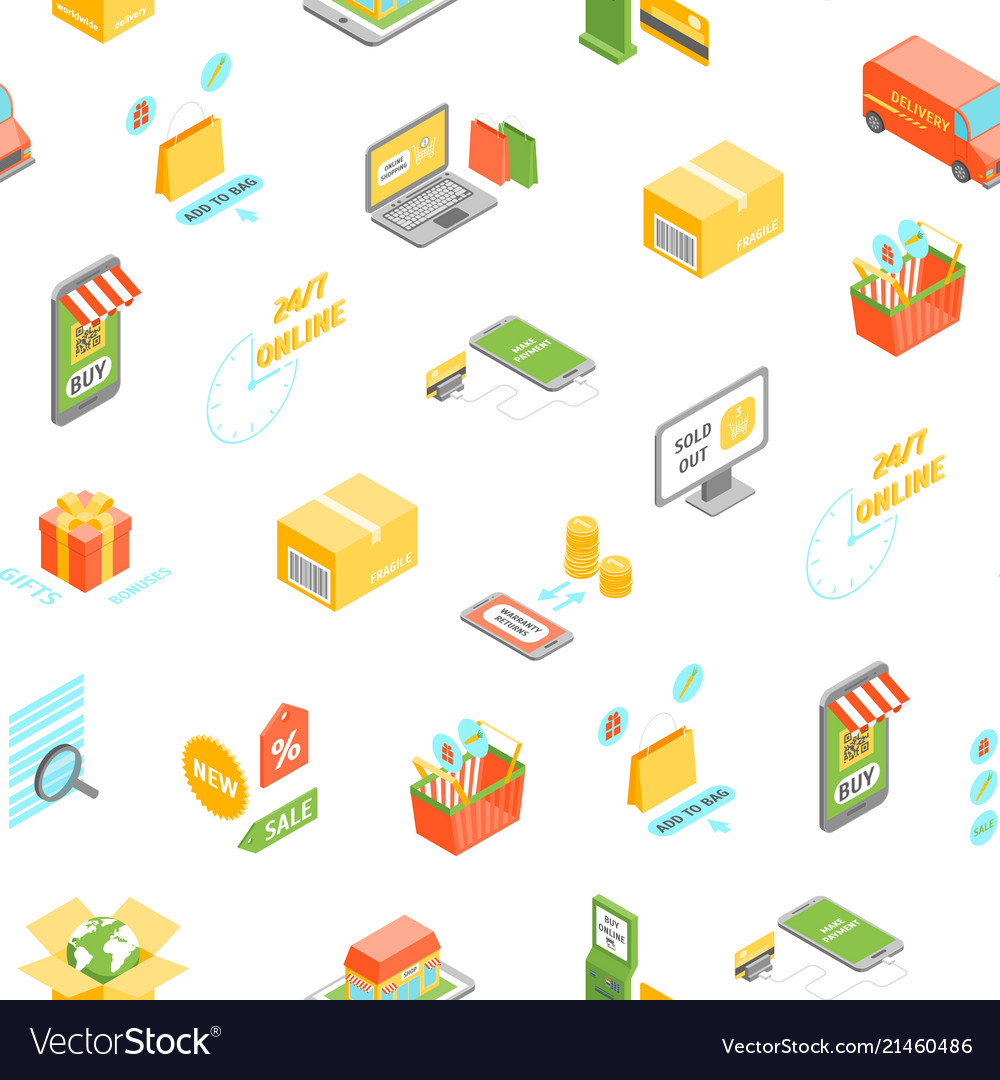 worldwide
delivery
DELIVERY
ADD TO BAG
ONLINE
SHOPPING
FRAGILE
BUY
24/7
ONLINE
MAKE
PAYMENT
SOLD
OUT
3
24/7
ONLINE
GIFTS
BONUSES
FRAGILE
WARRANTY
RETURNS
NEW
%
SALE
ADD TO BAG
BUY
SALE
BUY
ONLINE
SHOP
MAKE
PAYMENT
VectorStock®
VectorStock.com/21460486